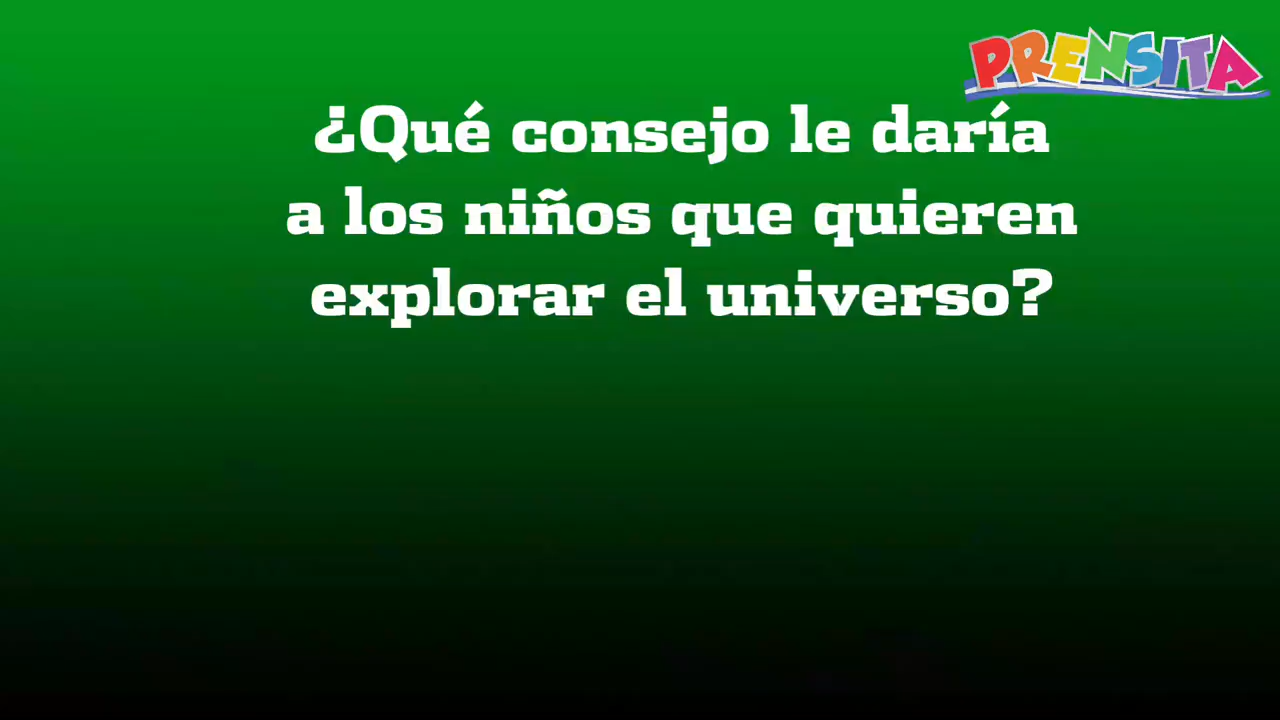 PRENSITA
¿Qué consejo le daría
a los niños que quieren
explorar el universo?